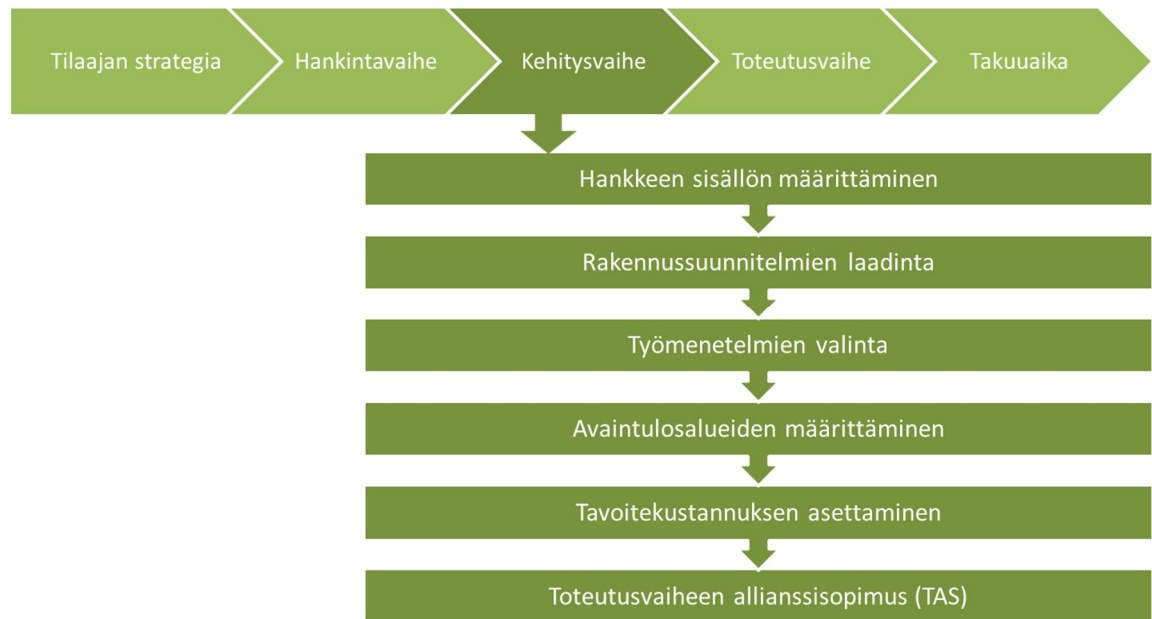 Tilaajan strategia
Hankintavaihe
Kehitysvaihe
Toteutusvaihe
Takuuaika
Hankkeen sisällön määrittäminen
Rakennussuunnitelmien laadinta
Työmenetelmien valinta
Avaintulosalueiden määrittäminen
Tavoitekustannuksen asettaminen
Toteutusvaiheen allianssisopimus (TAS)